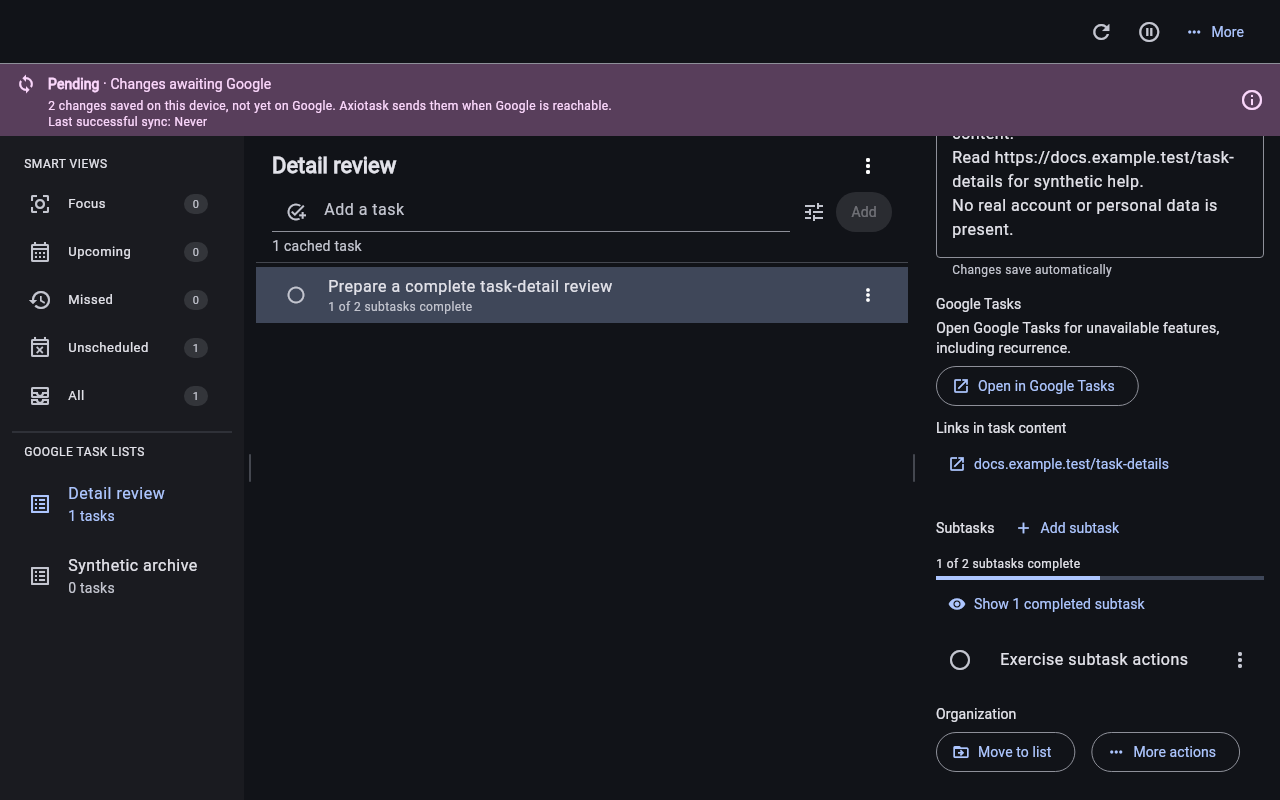 More
Pending · Changes awaiting Google
2 changes saved on this device, not yet on Google. Axiotask sends them when Google is reachable.
Last successful sync: Never
SMART VIEWS
Focus 0
Upcoming 0
Missed 0
Unscheduled 1
All 1
GOOGLE TASK LISTS
Detail review
1 tasks
Synthetic archive
0 tasks
Detail review
Add a task
Add
1 cached task
Prepare a complete task-detail review
1 of 2 subtasks complete
content.
Read https://docs.example.test/task-
details for synthetic help.
No real account or personal data is
present.
Changes save automatically
Google Tasks
Open Google Tasks for unavailable features,
including recurrence.
Open in Google Tasks
Links in task content
docs.example.test/task-details
Subtasks
Add subtask
1 of 2 subtasks complete
Show 1 completed subtask
Exercise subtask actions
Organization
Move to list
More actions